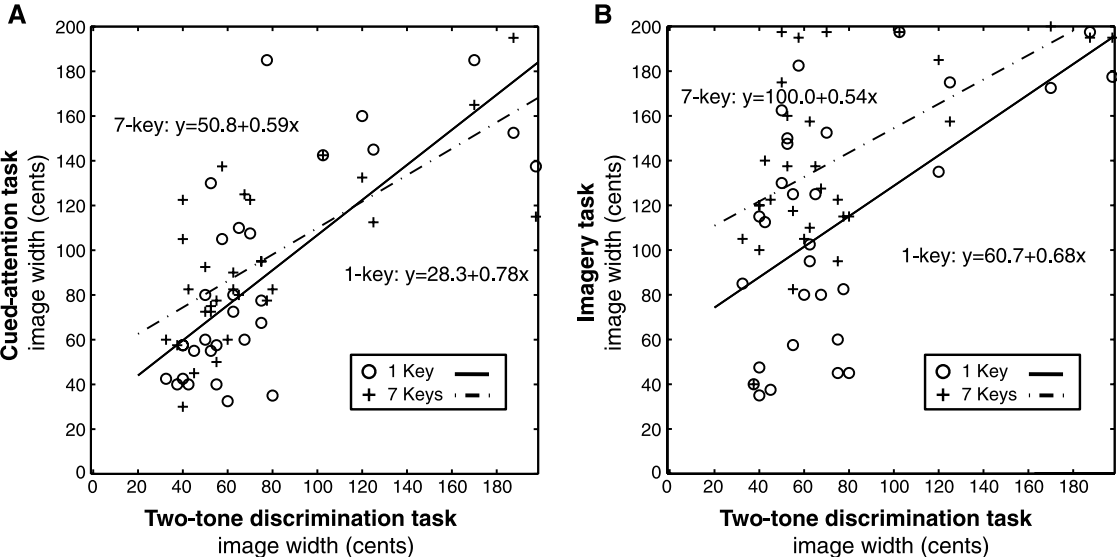 A
200
180
160
140
120
100
80
60
40
20
0
Cued-attention task
image width (cents)
7-key: y=50.8+0.59x
1-key: y=28.3+0.78x
1 Key
7 Keys
0 20 40 60 80 100 120 140 160 180
Two-tone discrimination task
image width (cents)
B
200
180
160
140
120
100
80
60
40
20
0
Imagery task
image width (cents)
7-key: y=100.0+0.54x
1-key: y=60.7+0.68x
1 Key
7 Keys
0 20 40 60 80 100 120 140 160 180
Two-tone discrimination task
image width (cents)